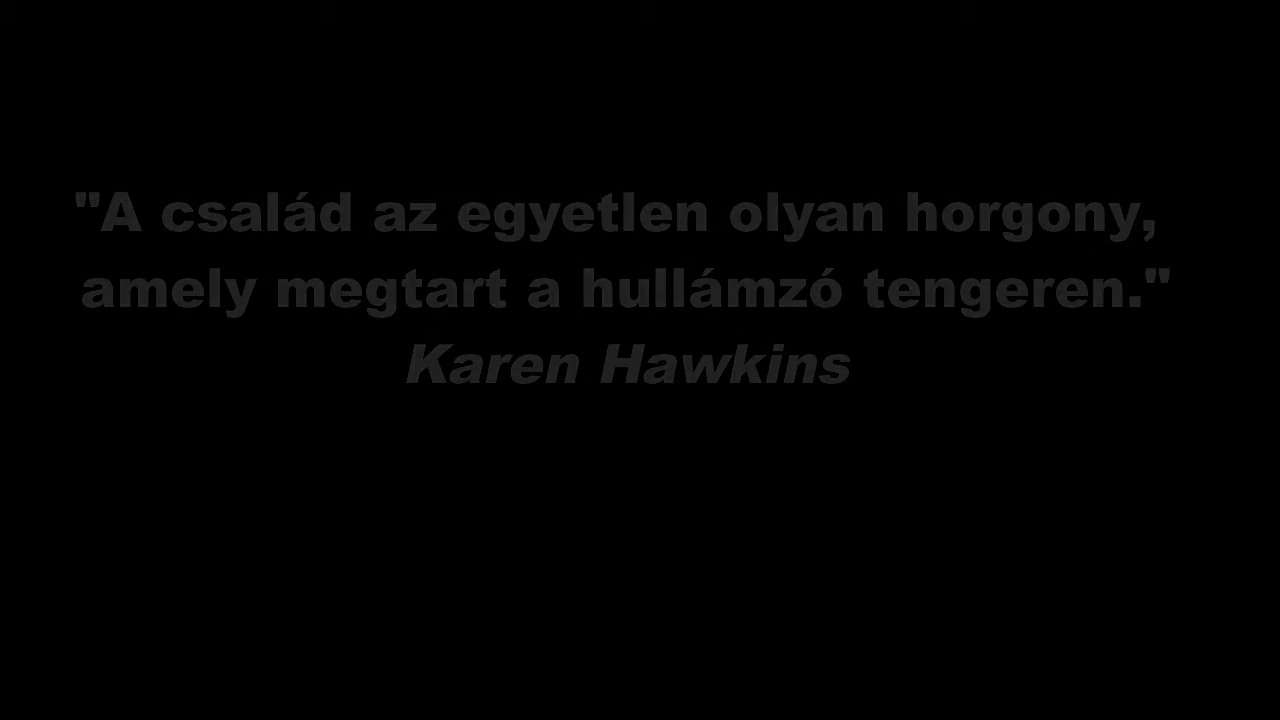 "A család az egyetlen olyan horgony,
amely megtart a hullámzó tengeren."
Karen Hawkins